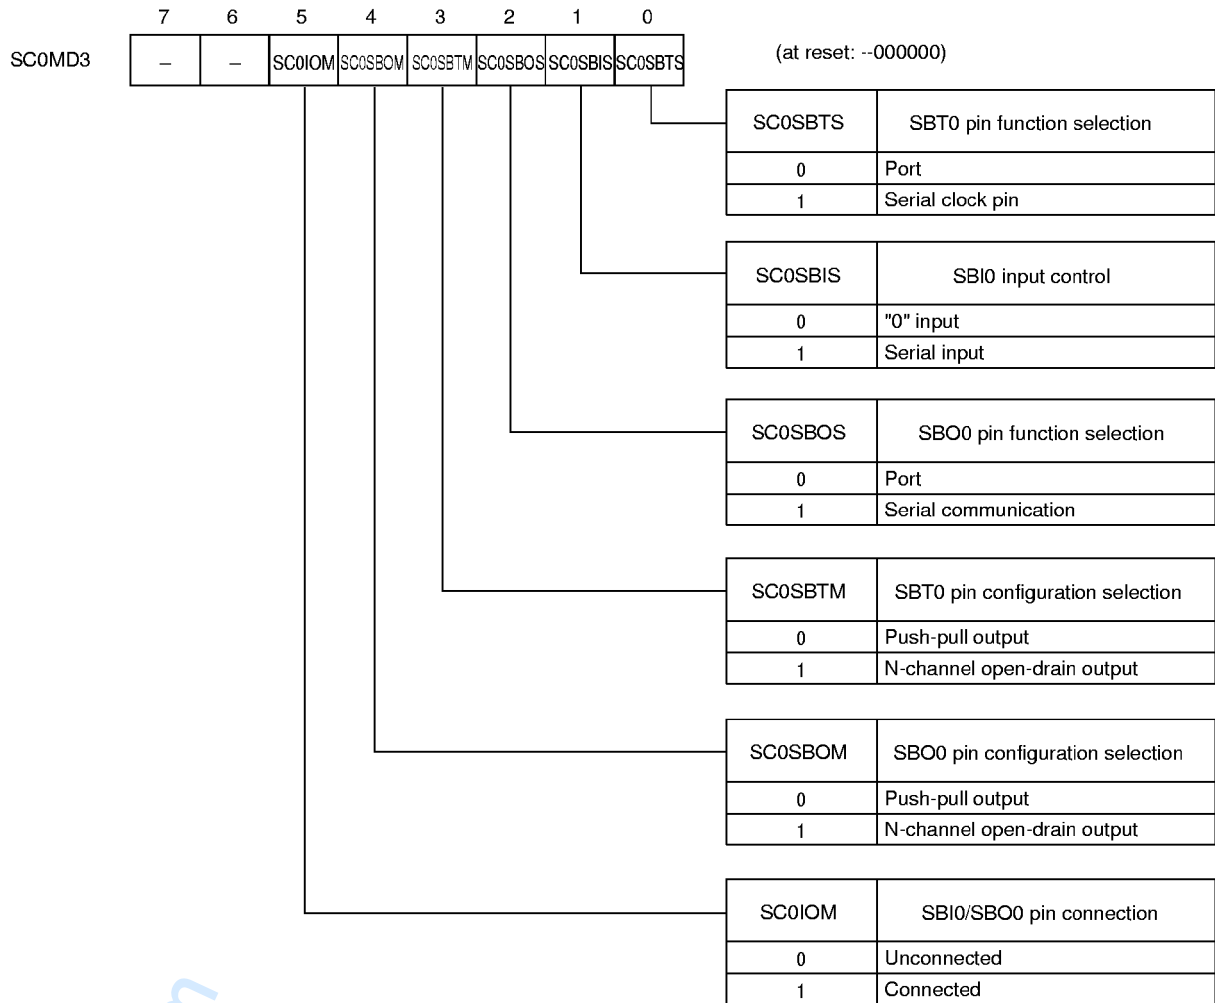 7 6 5 4 3 2 1 0
SC0MD3 – – SC0IOM SC0SBOM SC0SBTM SC0SBOS SC0SBIS SC0SBTS (at reset: --000000)
SC0SBTS SBT0 pin function selection
0 Port
1 Serial clock pin
SC0SBIS SBI0 input control
0 "0" input
1 Serial input
SC0SBOS SBO0 pin function selection
0 Port
1 Serial communication
SC0SBTM SBT0 pin configuration selection
0 Push-pull output
1 N-channel open-drain output
SC0SBOM SBO0 pin configuration selection
0 Push-pull output
1 N-channel open-drain output
SC0IOM SBI0/SBO0 pin connection
0 Unconnected
1 Connected